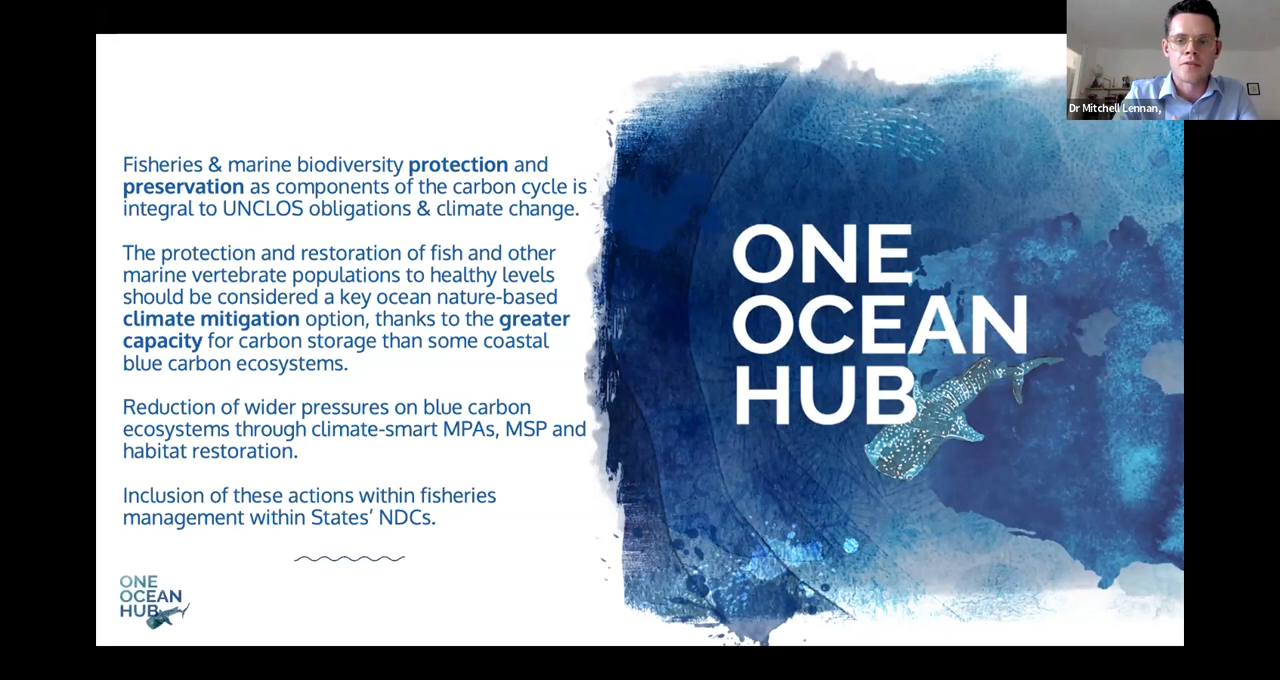 Dr Mitchell Lennan,
Fisheries & marine biodiversity protection and
preservation as components of the carbon cycle is
integral to UNCLOS obligations & climate change.
The protection and restoration of fish and other
marine vertebrate populations to healthy levels
should be considered a key ocean nature-based
climate mitigation option, thanks to the greater
capacity for carbon storage than some coastal
blue carbon ecosystems.
Reduction of wider pressures on blue carbon
ecosystems through climate-smart MPAs, MSP and
habitat restoration.
Inclusion of these actions within fisheries
management within States’ NDCs.
ONE
OCEAN
HUB
ONE
OCEAN
HUB